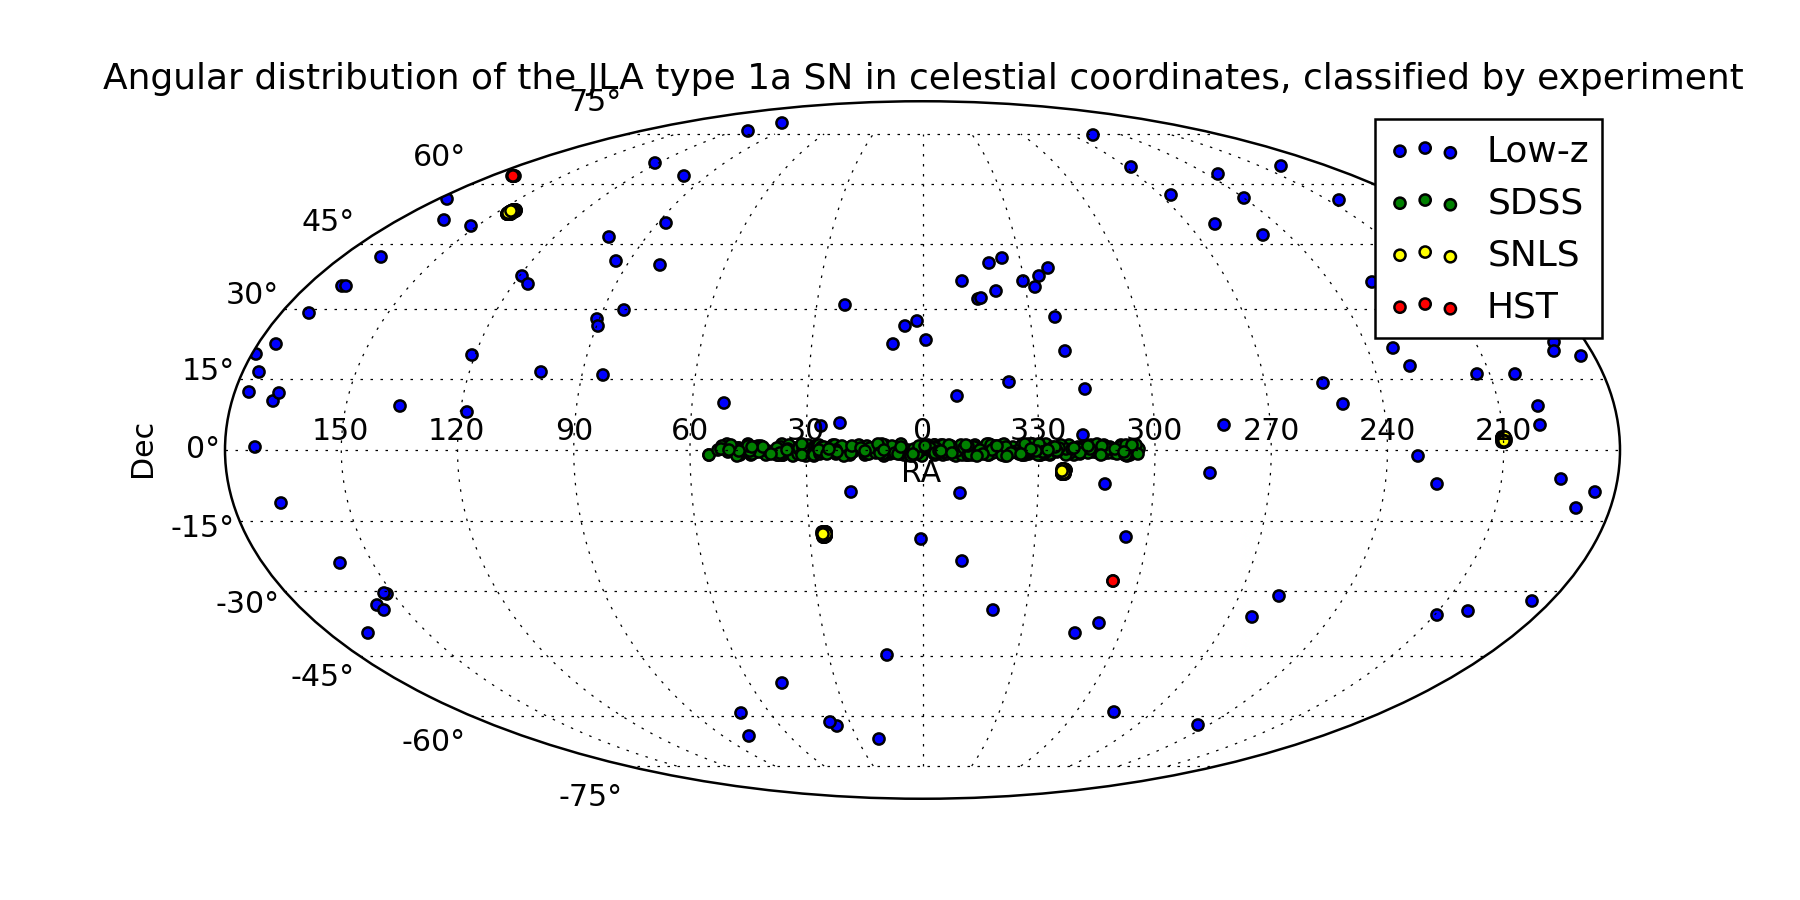 Angular distribution of the JLA type 1a SN in celestial coordinates, classified by experiment
75°
60°
45°
30°
15°
0°
-15°
-30°
-45°
-60°
-75°
Dec
150 120 90 60 30 0 330 300 270 240 210
RA
Low-z
SDSS
SNLS
HST